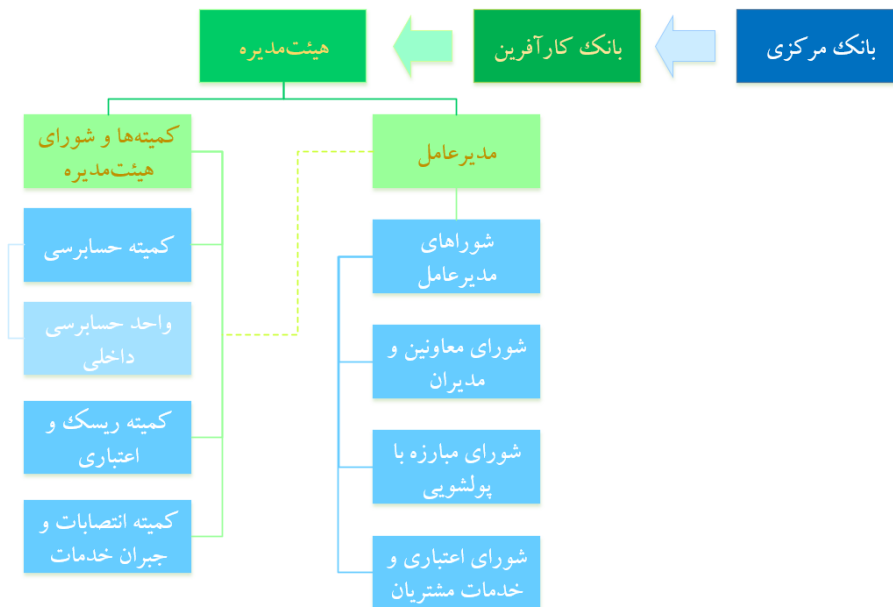 بانک مرکزی
بانک کارآفرین
هیئت‌مدیره
مدیرعامل
شوراهای
مدیرعامل
شورای معاونین و
مدیران
شورای مبارزه با
پولشویی
شورای اعتباری و
خدمات مشتریان
کمیته‌ها و شورای
هیئت‌مدیره
کمیته حسابرسی
واحد حسابرسی
داخلی
کمیته ریسک و
اعتباری
کمیته انتصابات و
جبران خدمات